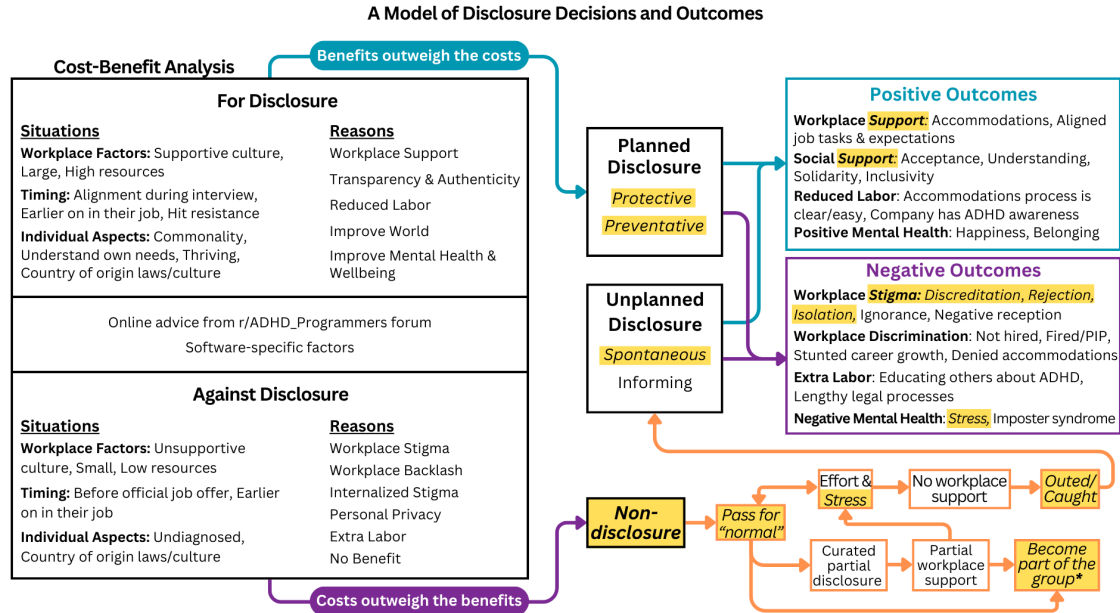 A Model of Disclosure Decisions and Outcomes
Benefits outweigh the costs
Cost-Benefit Analysis
For Disclosure
Situations
Workplace Factors: Supportive culture,
Large, High resources
Timing: Alignment during interview,
Earlier on in their job, Hit resistance
Individual Aspects: Commonality,
Understand own needs, Thriving,
Country of origin laws/culture
Reasons
Workplace Support
Transparency & Authenticity
Reduced Labor
Improve World
Improve Mental Health &
Wellbeing
Online advice from r/ADHD_Programmers forum
Software-specific factors
Against Disclosure
Situations
Workplace Factors: Unsupportive
culture, Small, Low resources
Timing: Before official job offer, Earlier
on in their job
Individual Aspects: Undiagnosed,
Country of origin laws/culture
Reasons
Workplace Stigma
Workplace Backlash
Internalized Stigma
Personal Privacy
Extra Labor
No Benefit
Costs outweigh the benefits
Planned
Disclosure
Protective
Preventative
Unplanned
Disclosure
Spontaneous
Informing
Positive Outcomes
Workplace Support: Accommodations, Aligned
job tasks & expectations
Social Support: Acceptance, Understanding,
Solidarity, Inclusivity
Reduced Labor: Accommodations process is
clear/easy, Company has ADHD awareness
Positive Mental Health: Happiness, Belonging
Negative Outcomes
Workplace Stigma: Discreditation, Rejection,
Isolation, Ignorance, Negative reception
Workplace Discrimination: Not hired, Fired/PIP,
Stunted career growth, Denied accommodations
Extra Labor: Educating others about ADHD,
Lengthy legal processes
Negative Mental Health: Stress, Imposter syndrome
Non-
disclosure
Pass for
"normal"
Effort &
Stress
No workplace
support
Outed/
Caught
Curated
partial
disclosure
Partial
workplace
support
Become
part of the
group*